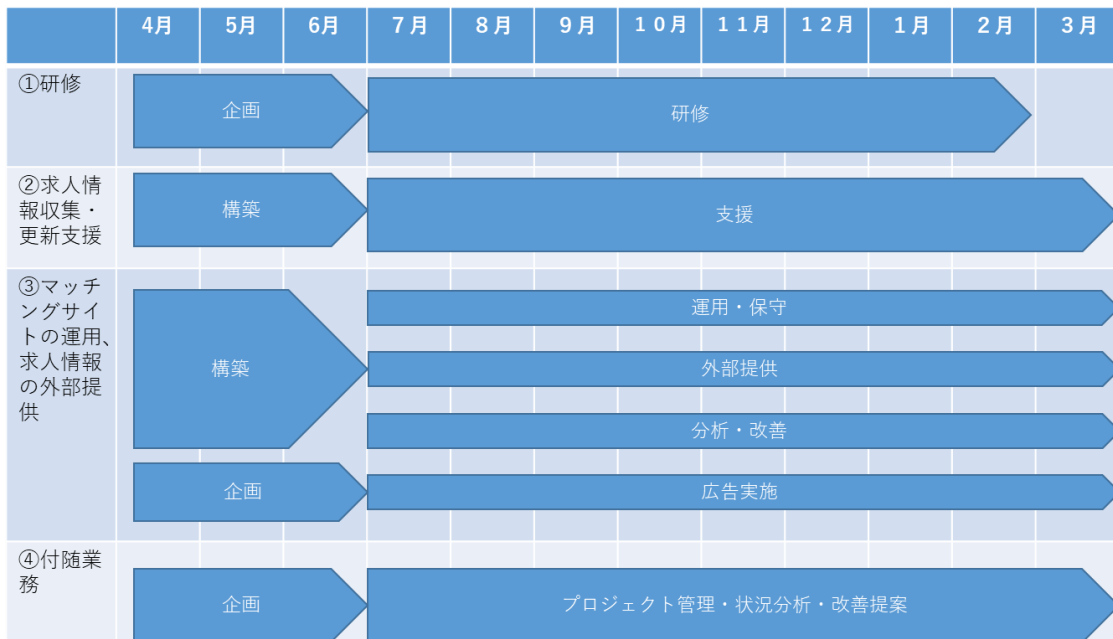 4月 5月 6月 7月 8月 9月 10月 11月 12月 1月 2月 3月
①研修
企画
研修
②求人情
報収集・
更新支援
構築
支援
③マッチ
ングサイ
トの運用、
求人情報
の外部提
供
構築
運用・保守
外部提供
分析・改善
企画
広告実施
④付随業
務
企画
プロジェクト管理・状況分析・改善提案